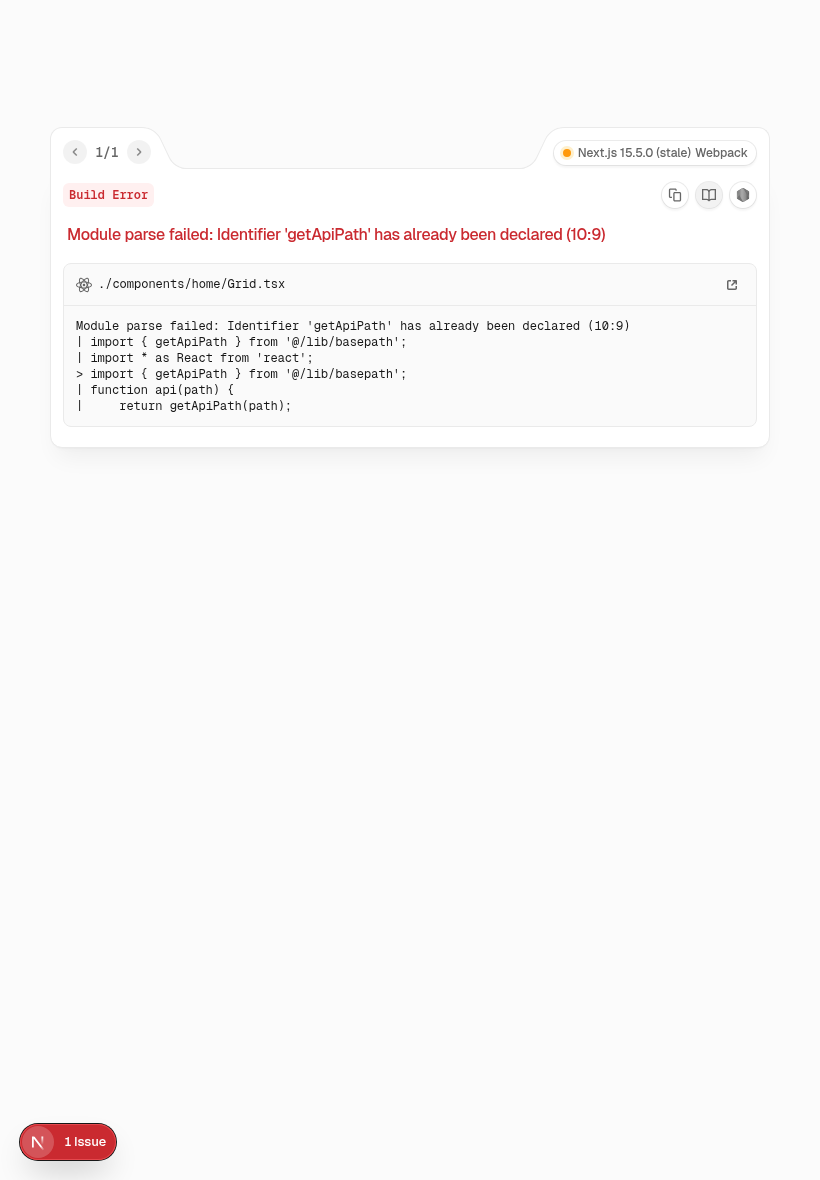 1/1
Next.js 15.5.0 (stale) Webpack
Build Error
Module parse failed: Identifier 'getApiPath' has already been declared (10:9)
./components/home/Grid.tsx
Module parse failed: Identifier 'getApiPath' has already been declared (10:9)
| import { getApiPath } from '@/lib/basepath';
| import * as React from 'react';
> import { getApiPath } from '@/lib/basepath';
| function api(path) {
|     return getApiPath(path);
1 Issue